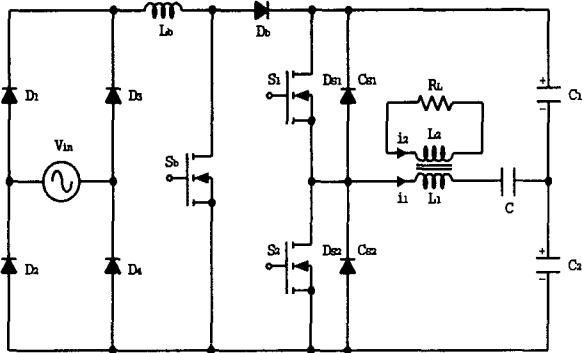 Lb
Db
D1
D3
S1
DS1
CS1
RL
C1
+
−
Vin
Sb
i2
L2
i1
L1
C
D2
D4
S2
DS2
CS2
C2
+
−